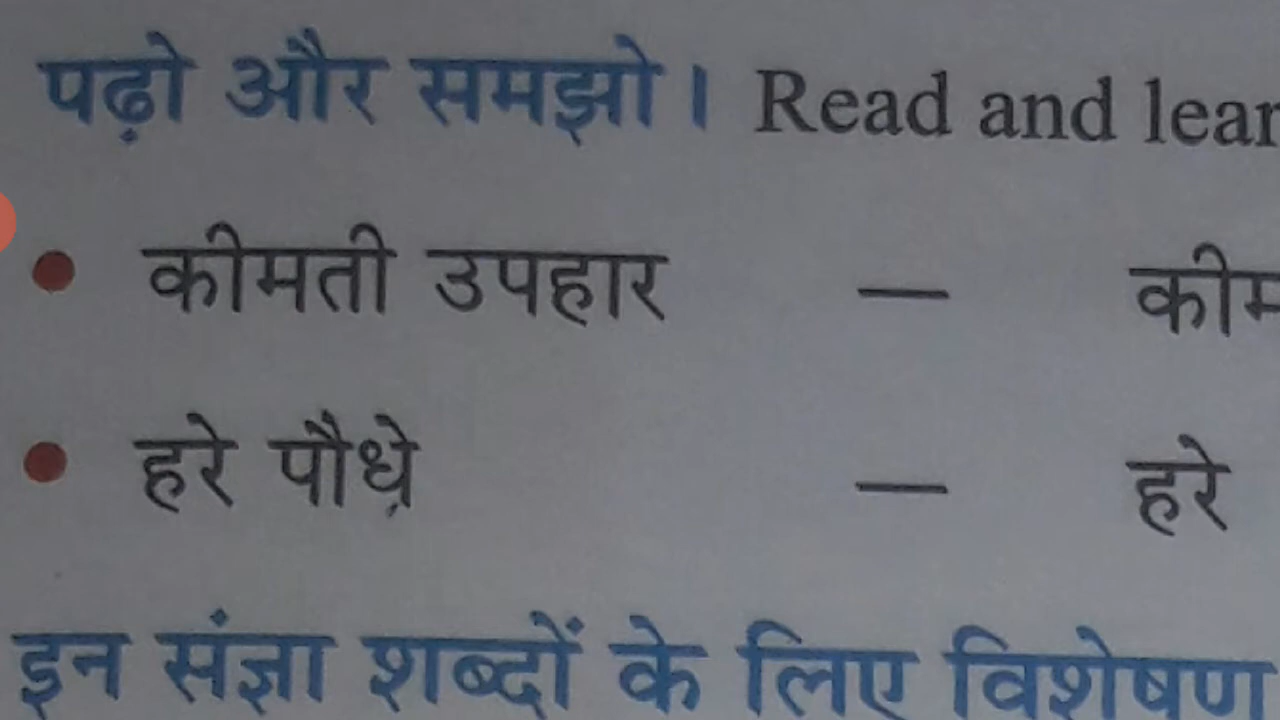 पढ़ो और समझो। Read and lear
• कीमती उपहार — कीम
• हरे पौध्रे — हरे
इन संज्ञा शब्दों के लिए विशेषण